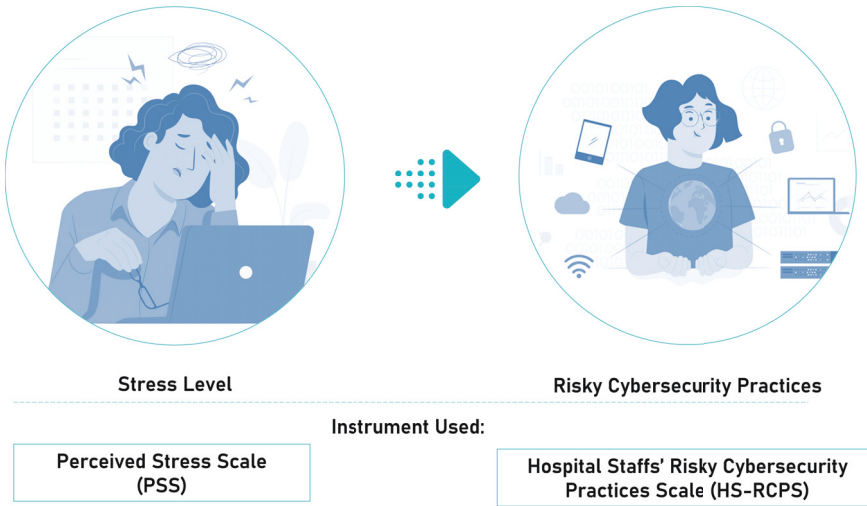 Stress Level
Risky Cybersecurity Practices
Instrument Used:
Perceived Stress Scale
(PSS)
Hospital Staffs' Risky Cybersecurity
Practices Scale (HS-RCPS)